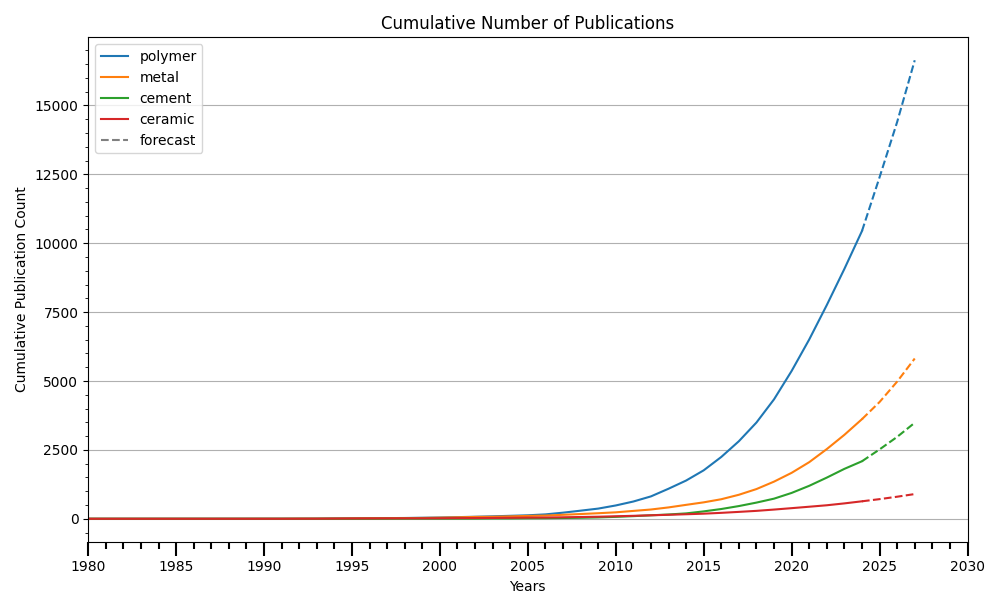 Cumulative Number of Publications
polymer
metal
cement
ceramic
forecast
Cumulative Publication Count
15000
12500
10000
7500
5000
2500
0
1980 1985 1990 1995 2000 2005 2010 2015 2020 2025 2030
Years